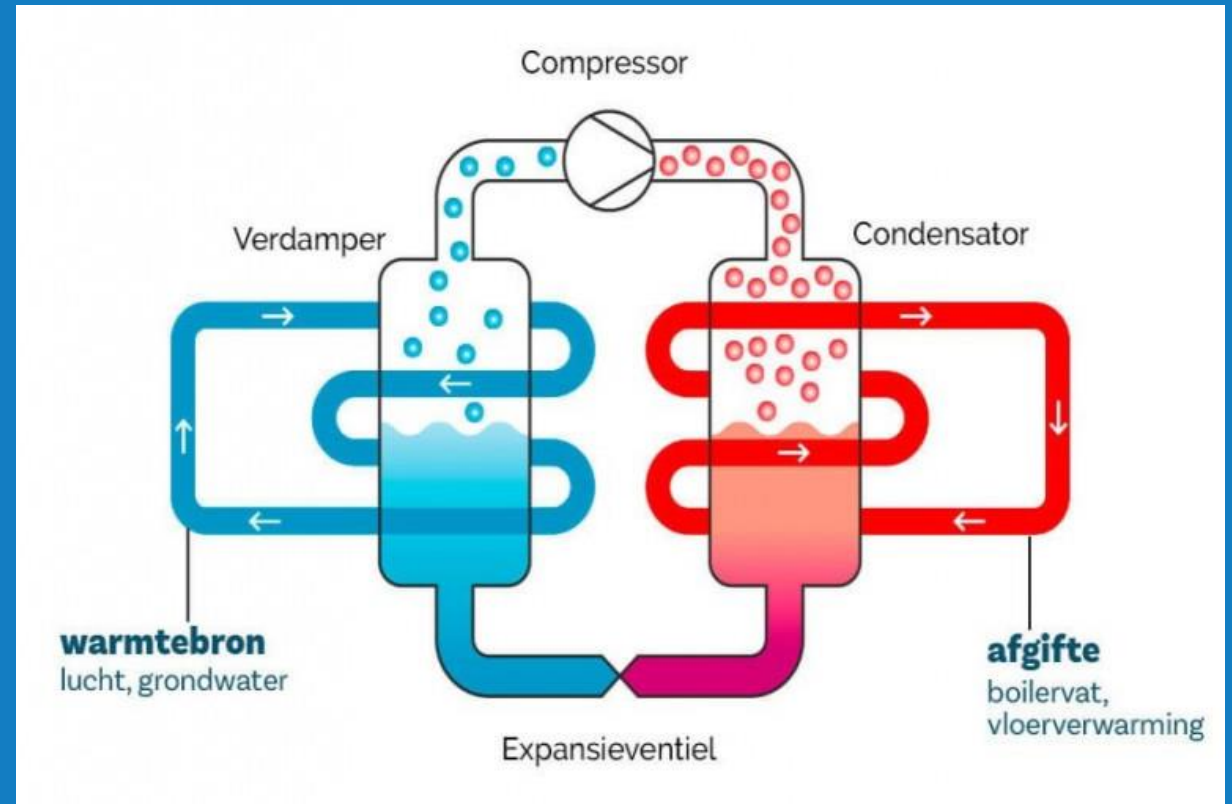 Compressor
Verdamper
Condensator
warmtebron
lucht, grondwater
afgifte
boilervat,
vloerverwarming
Expansieventiel